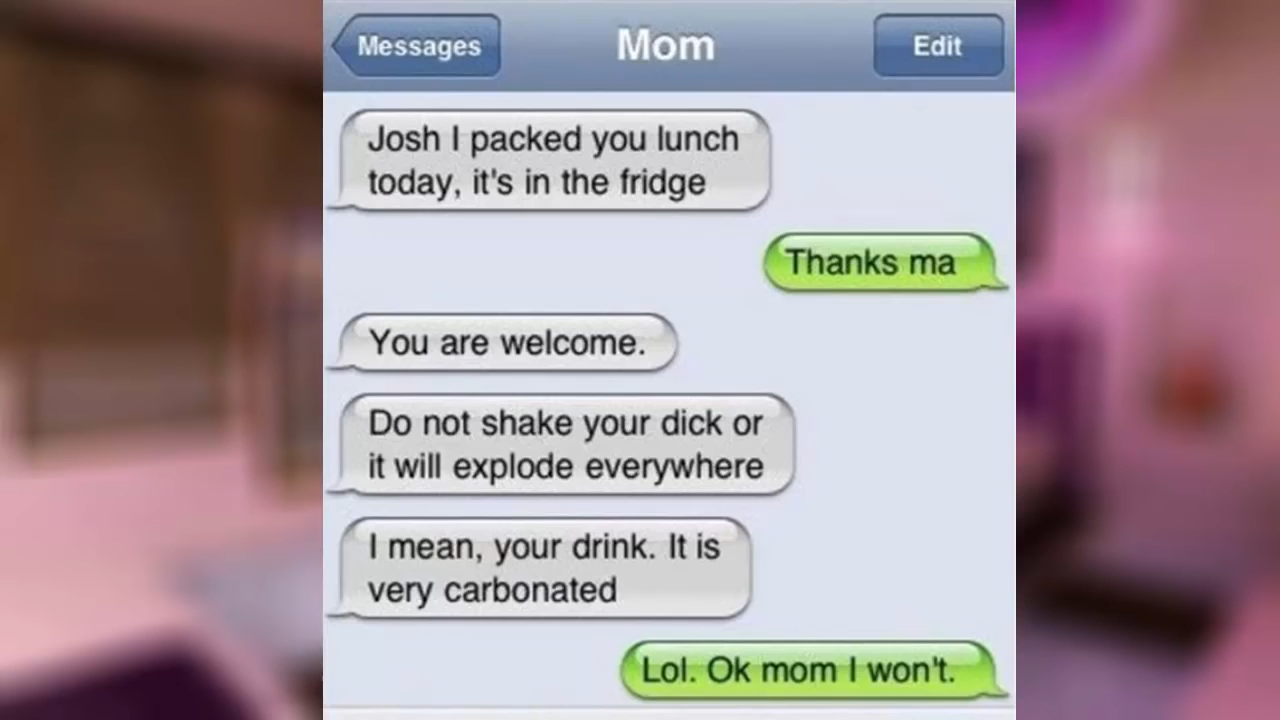 Messages
Mom
Edit
Josh I packed you lunch
today, it's in the fridge
Thanks ma
You are welcome.
Do not shake your dick or
it will explode everywhere
I mean, your drink. It is
very carbonated
Lol. Ok mom I won't.